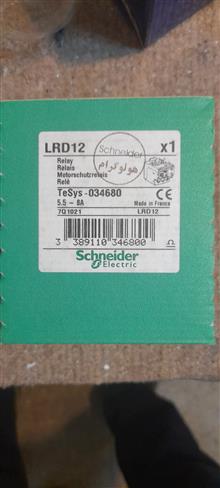 LRD12 x1
Schneider
هولوگرام
Relay
Relais
Motorschutzrelais
Relé
TeSys - 034680
5.5 - 8A Made in France
7Q1021 LRD12
3 389110 346800
Schneider
Electric